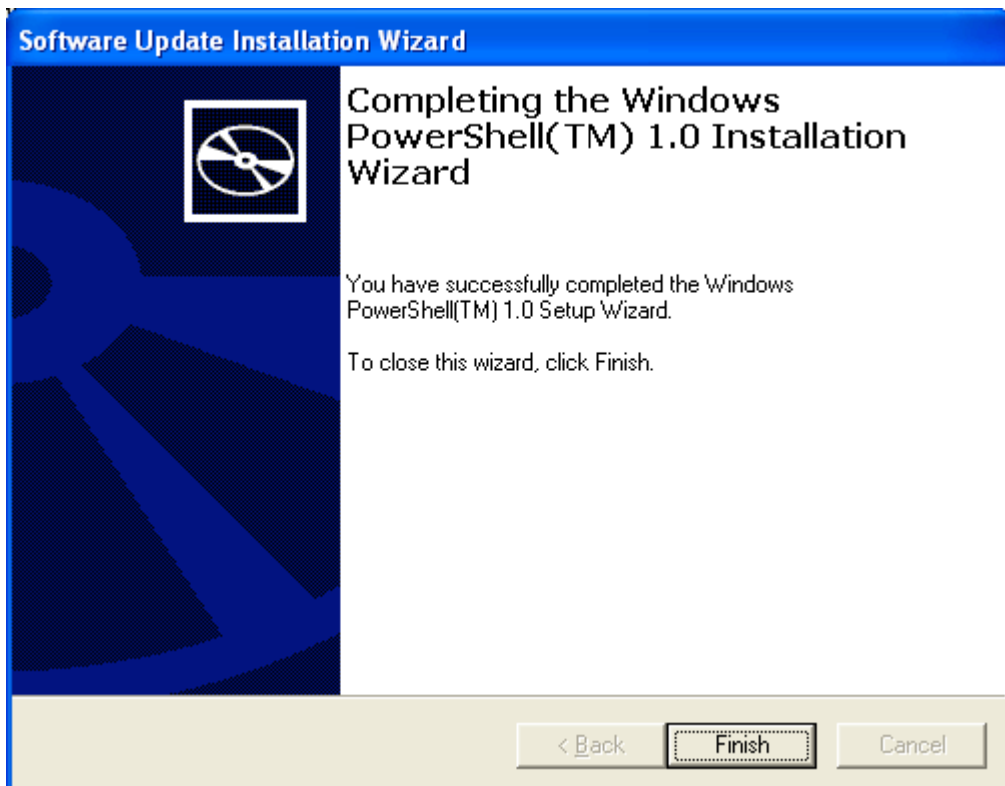 Software Update Installation Wizard
Completing the Windows
PowerShell(TM) 1.0 Installation
Wizard
You have successfully completed the Windows
PowerShell(TM) 1.0 Setup Wizard.
To close this wizard, click Finish.
< Back
Finish
Cancel